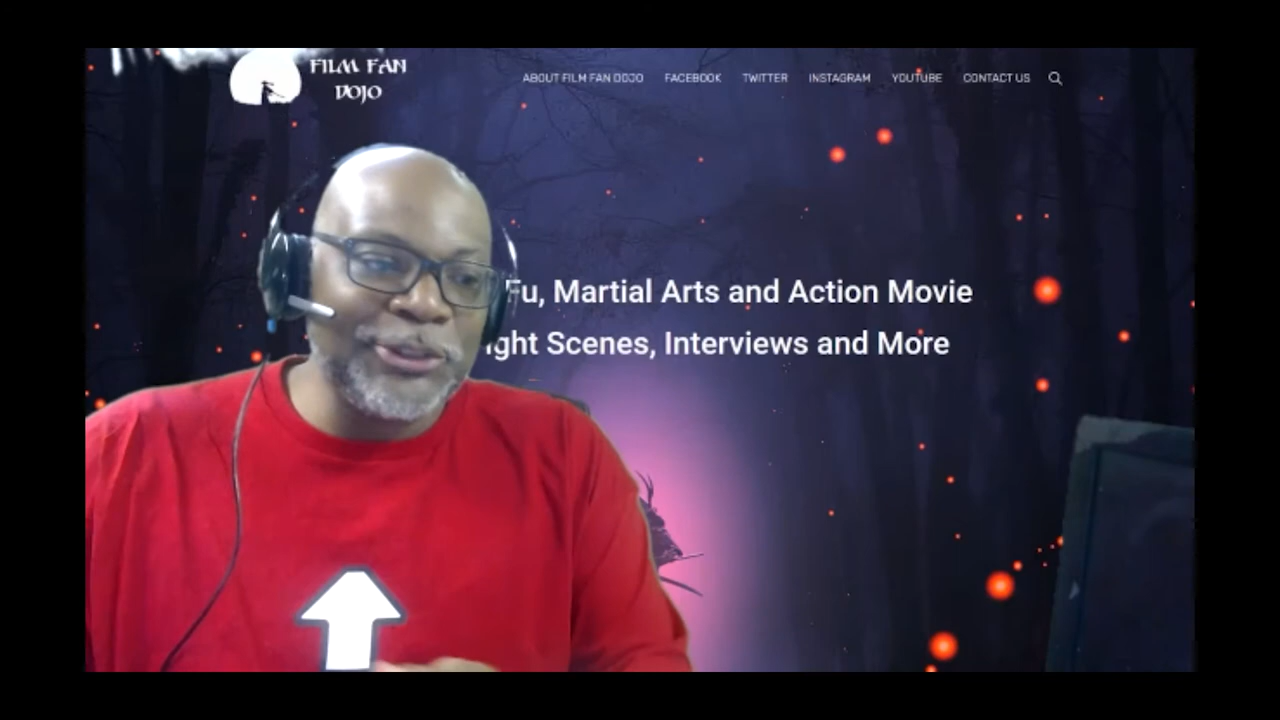 FILM FAN
DOJO
ABOUT FILM FAN DOJO FACEBOOK TWITTER INSTAGRAM YOUTUBE CONTACT US
Fu, Martial Arts and Action Movie
ight Scenes, Interviews and More